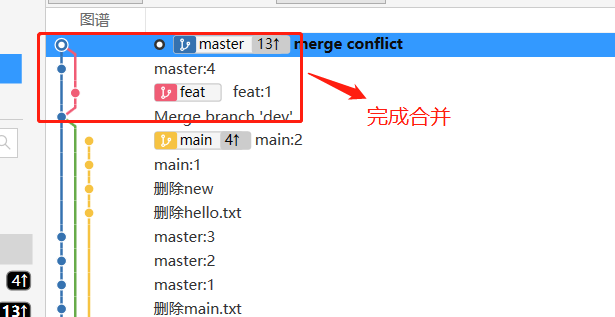 图谱
master 13↑ merge conflict
master:4
feat feat:1
Merge branch 'dev'
完成合并
main 4↑ main:2
main:1
删除new
删除hello.txt
master:3
master:2
4↑
master:1
13↑
删除main.txt